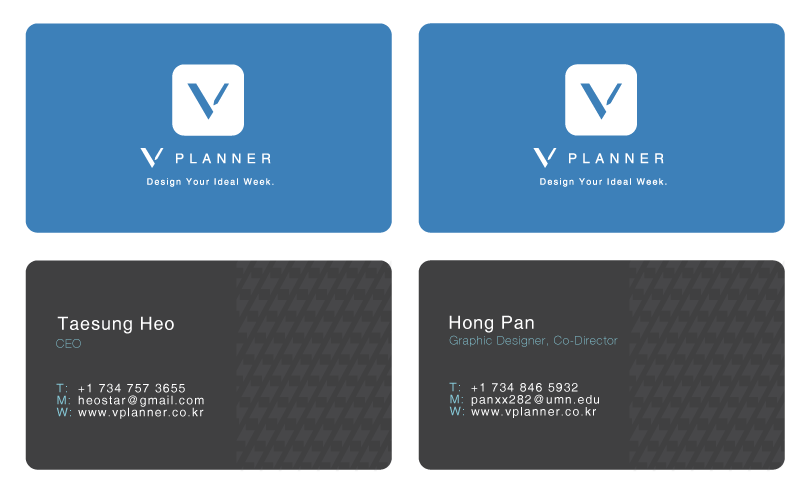 V PLANNER
Design Your Ideal Week.
V PLANNER
Design Your Ideal Week.
Taesung Heo
CEO
T: +1 734 757 3655
M: heostar@gmail.com
W: www.vplanner.co.kr
Hong Pan
Graphic Designer, Co-Director
T: +1 734 846 5932
M: panxx282@umn.edu
W: www.vplanner.co.kr